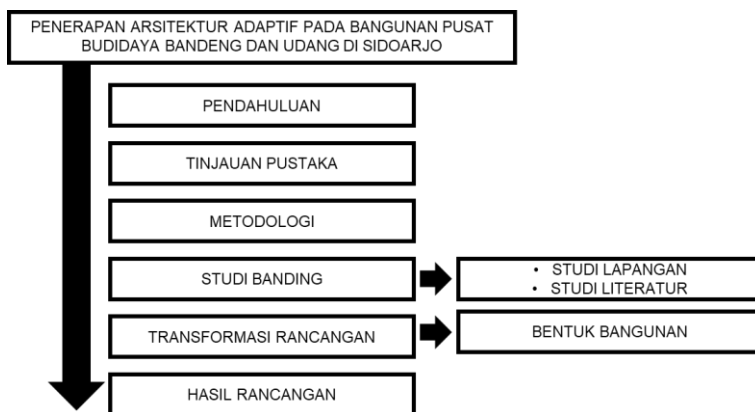 PENERAPAN ARSITEKTUR ADAPTIF PADA BANGUNAN PUSAT
BUDIDAYA BANDENG DAN UDANG DI SIDOARJO
PENDAHULUAN
TINJAUAN PUSTAKA
METODOLOGI
STUDI BANDING
• STUDI LAPANGAN
• STUDI LITERATUR
TRANSFORMASI RANCANGAN
BENTUK BANGUNAN
HASIL RANCANGAN